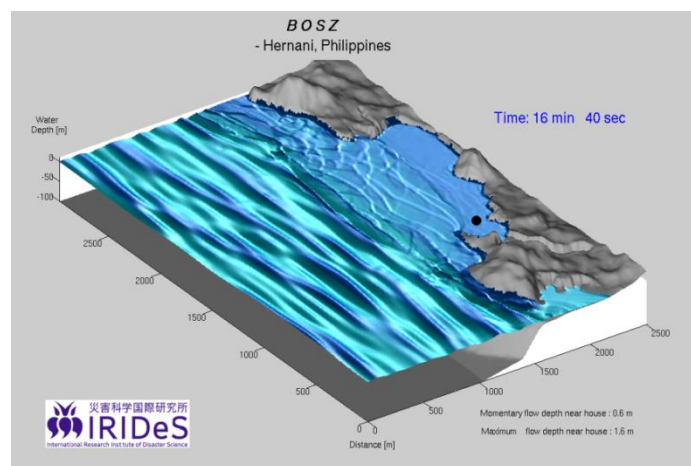 BOSZ
- Hernani, Philippines
Time: 16 min 40 sec
Water
Depth [m]
0
-50
-100
2500
2000
1500
1000
500
0
0
500
1000
1500
2000
2500
Distance [m]
Momentary flow depth near house : 0.6 m
Maximum flow depth near house : 1.6 m
災害科学国際研究所
IRIDeS
International Research Institute of Disaster Science